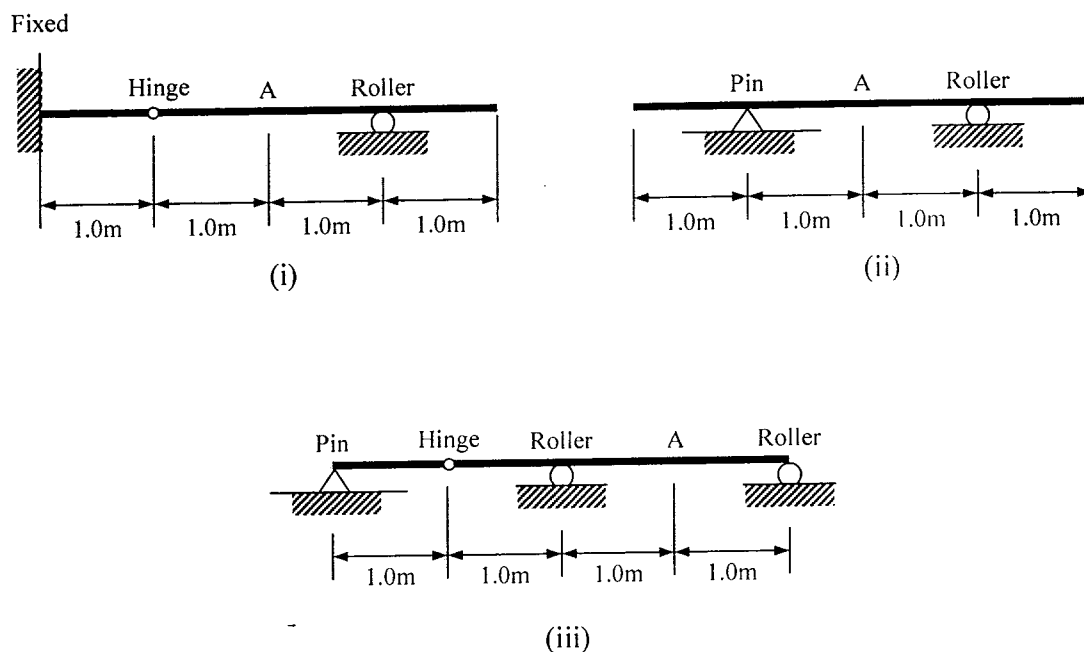 Fixed
Hinge A Roller
1.0m 1.0m 1.0m 1.0m
(i)
Pin A Roller
1.0m 1.0m 1.0m 1.0m
(ii)
Pin Hinge Roller A Roller
1.0m 1.0m 1.0m 1.0m
(iii)